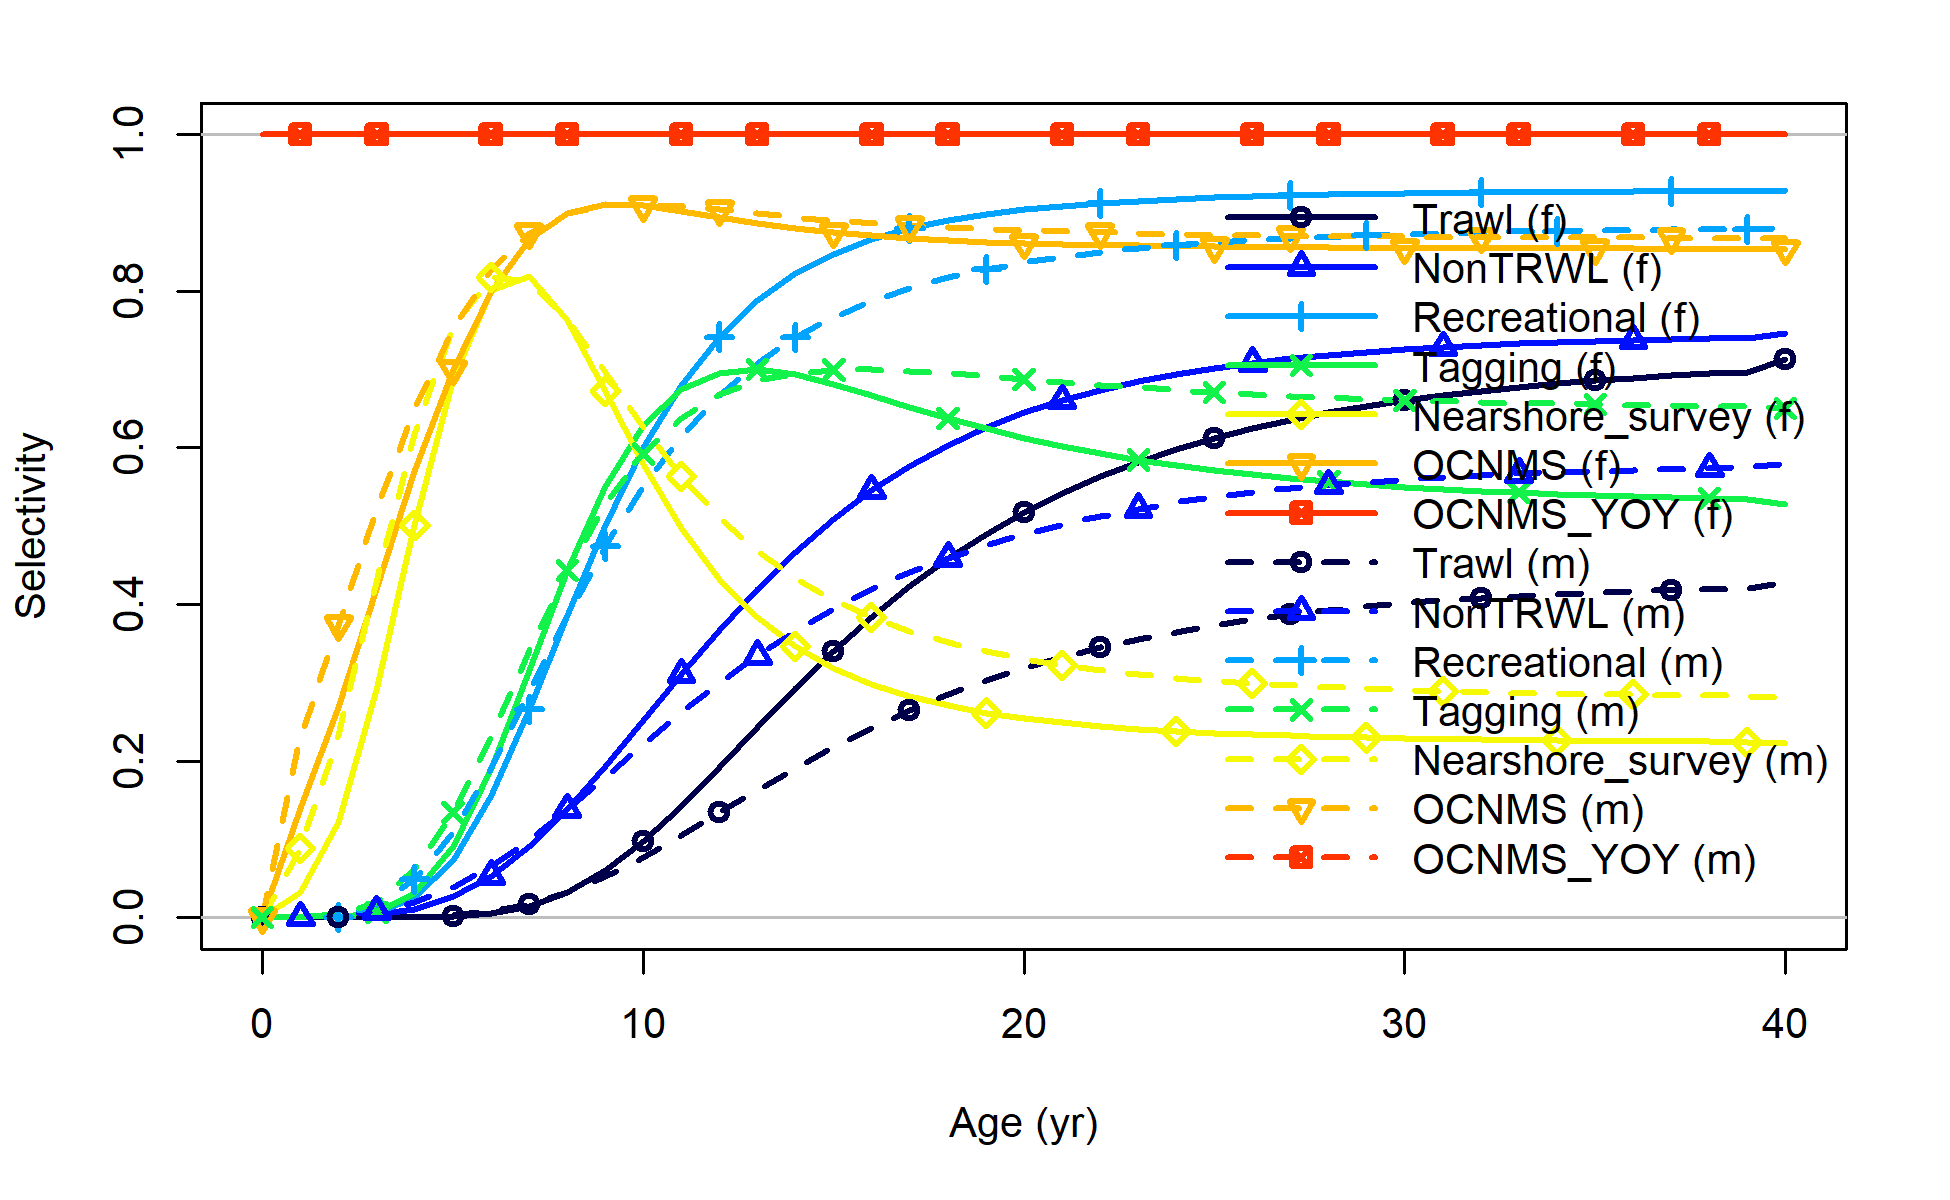 Selectivity
1.0
0.8
0.6
0.4
0.2
0.0
Trawl (f)
NonTRWL (f)
Recreational (f)
Tagging (f)
Nearshore_survey (f)
OCNMS (f)
OCNMS_YOY (f)
Trawl (m)
NonTRWL (m)
Recreational (m)
Tagging (m)
Nearshore_survey (m)
OCNMS (m)
OCNMS_YOY (m)
0 10 20 30 40
Age (yr)